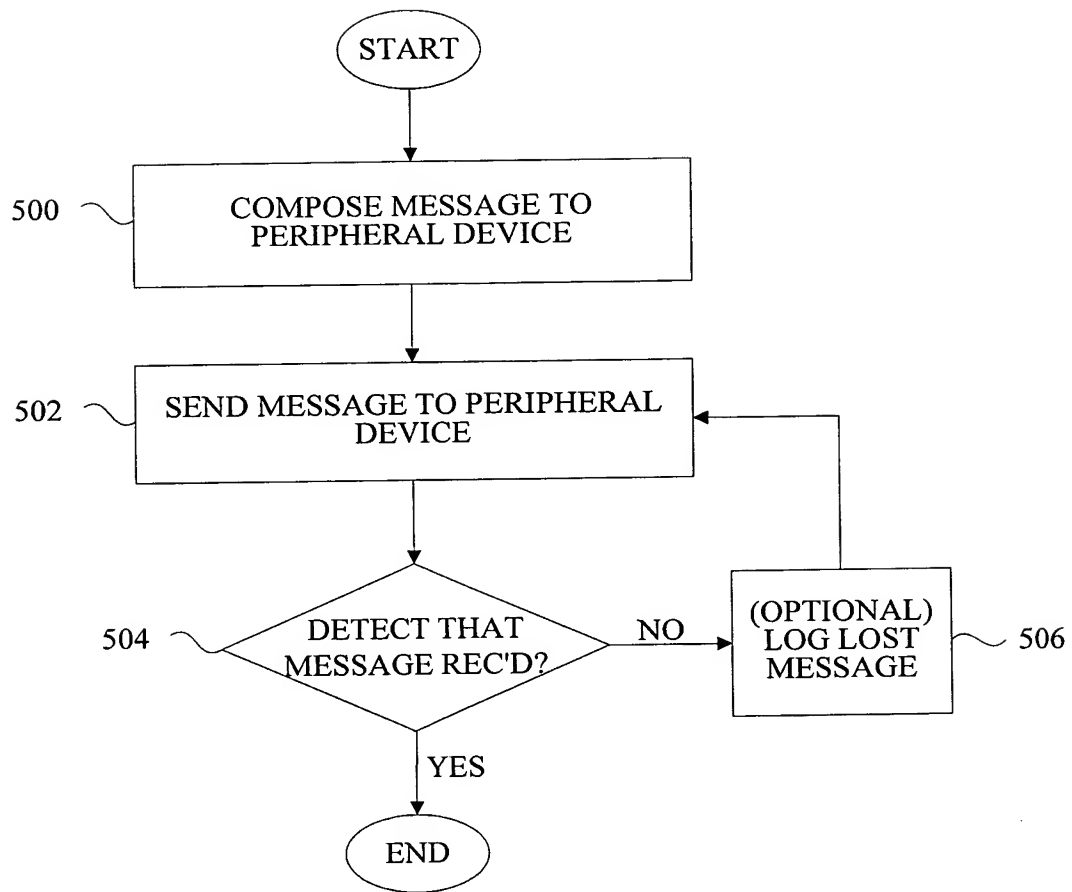 START
500
COMPOSE MESSAGE TO
PERIPHERAL DEVICE
502
SEND MESSAGE TO PERIPHERAL
DEVICE
504
DETECT THAT
MESSAGE REC'D?
NO
(OPTIONAL)
LOG LOST
MESSAGE
506
YES
END